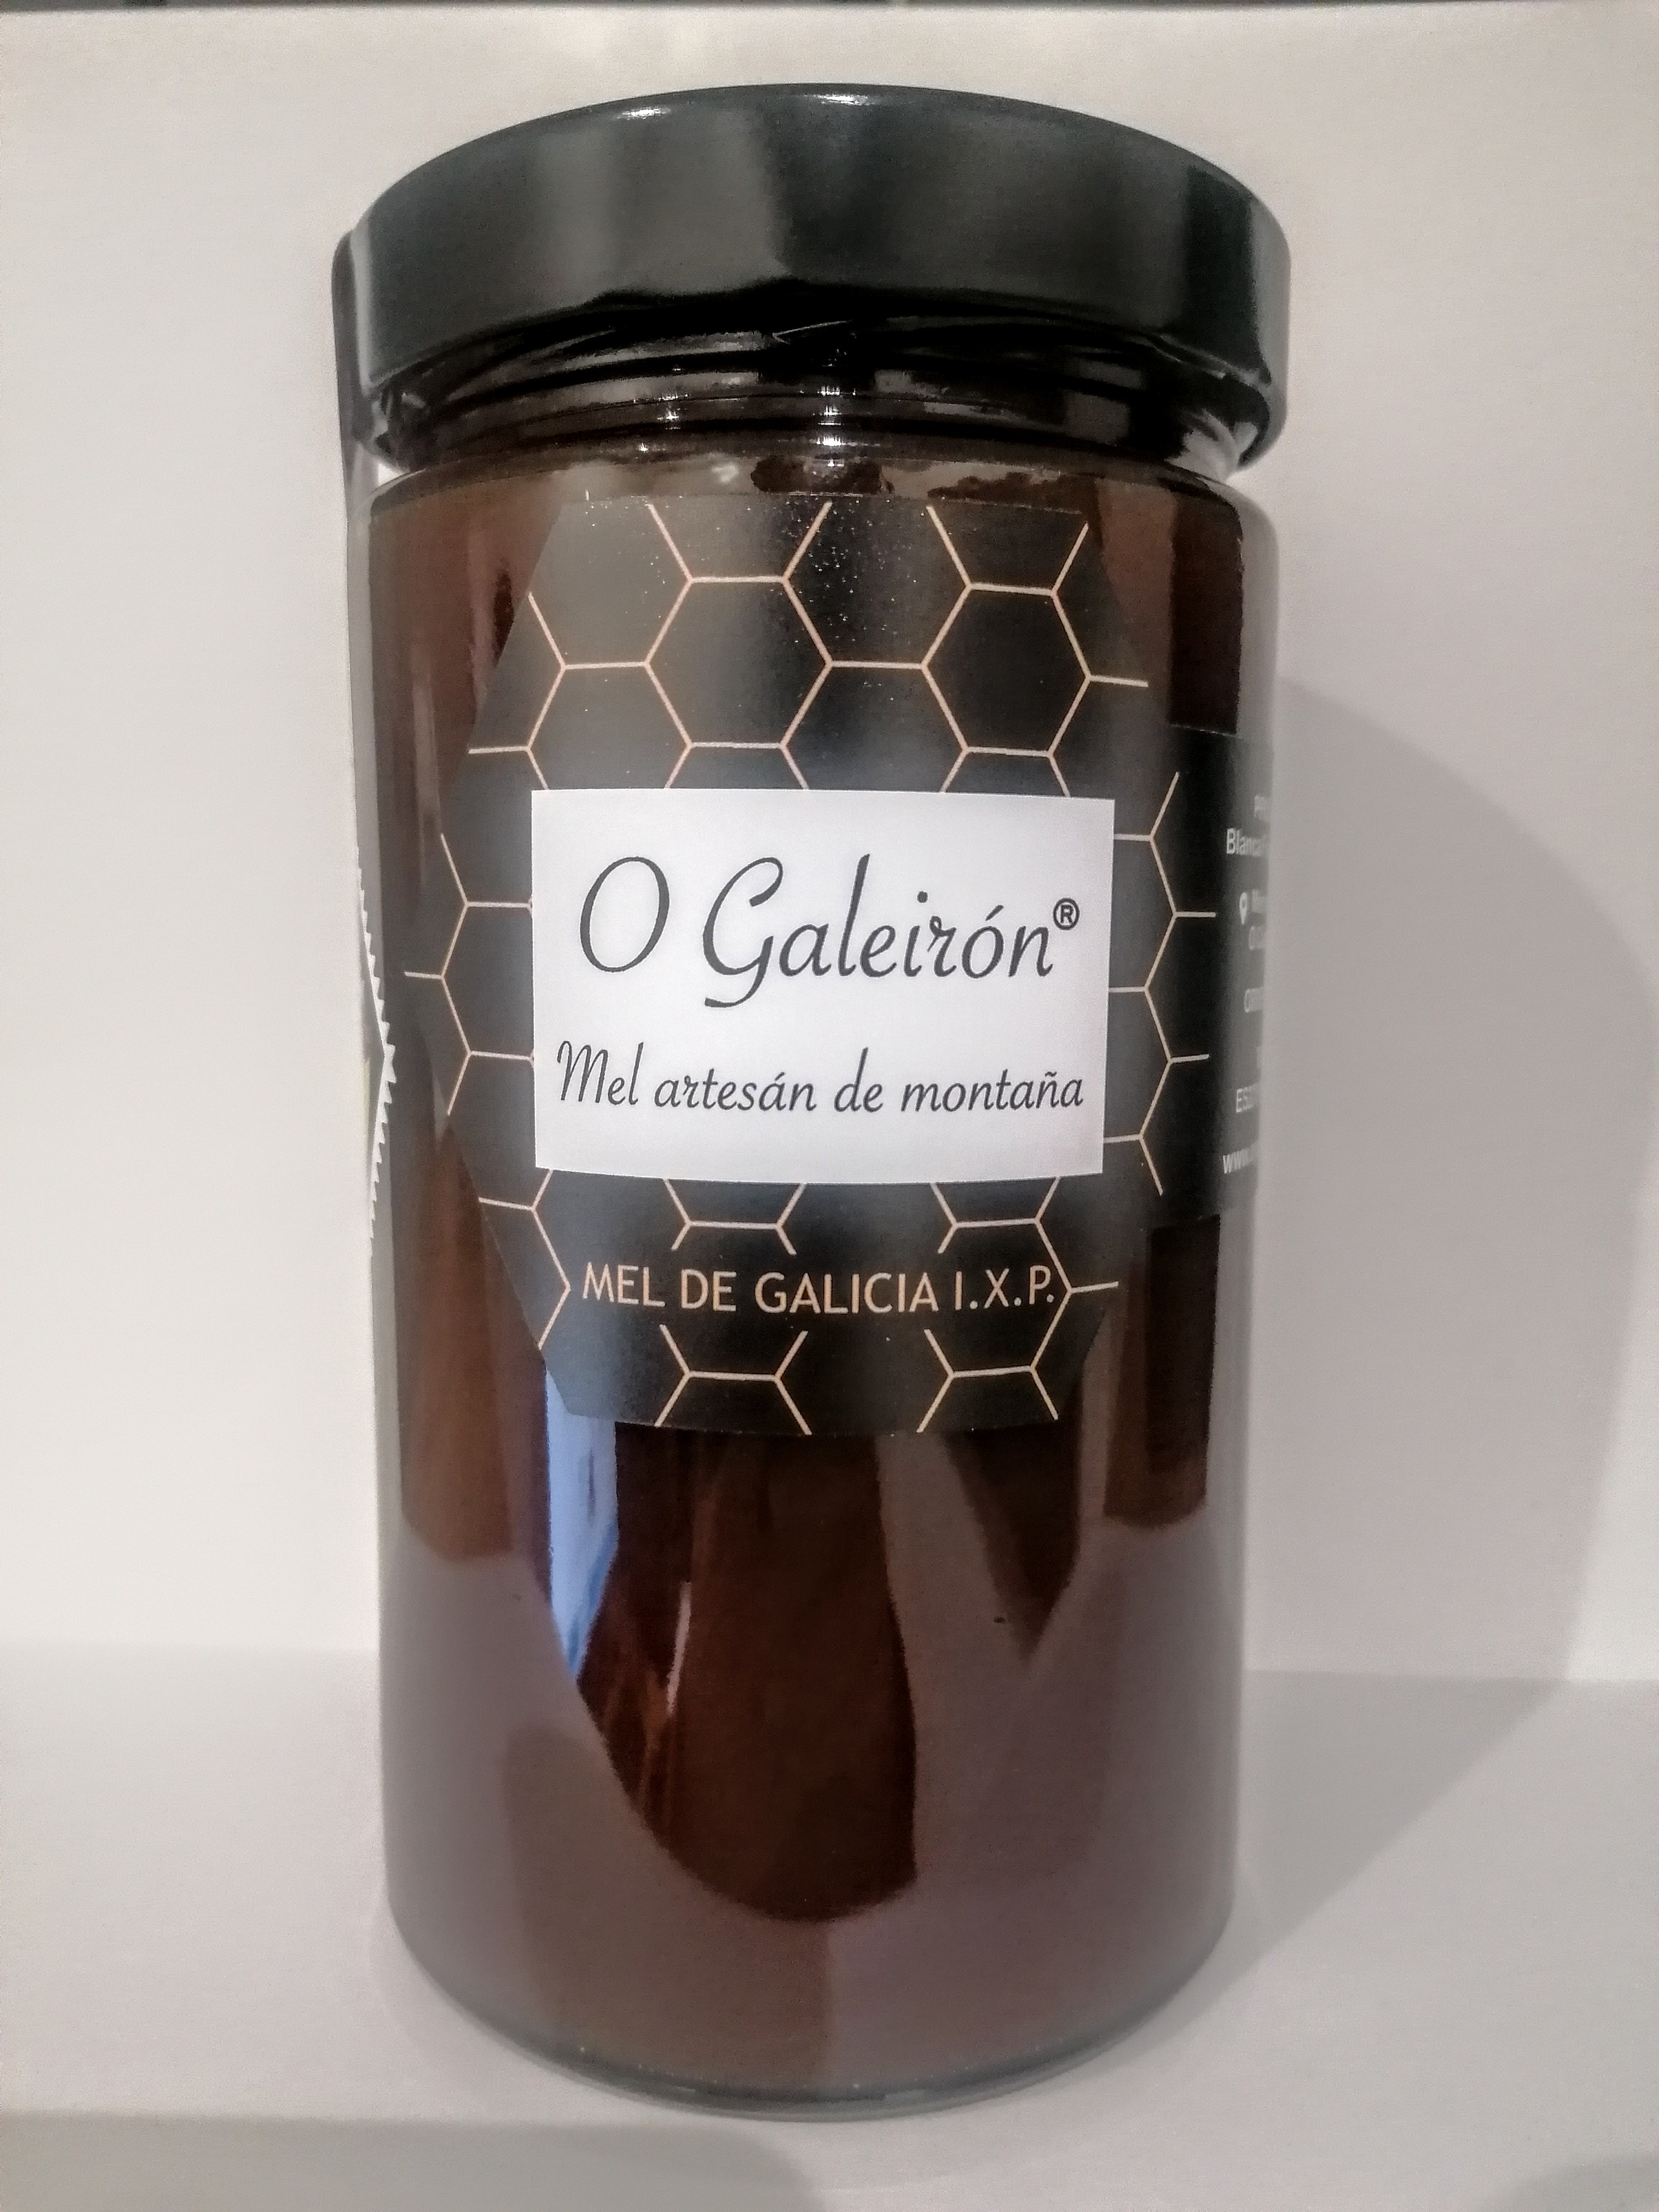 O Galeirón®
Mel artesán de montaña
MEL DE GALICIA I.X.P.